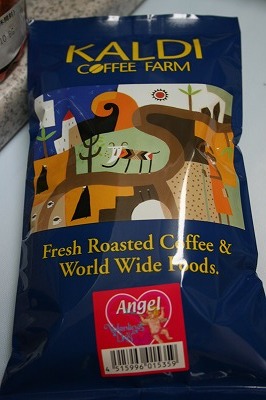 KALDI
COFFEE FARM
Fresh Roasted Coffee &
World Wide Foods.
Angel
4 515996 015359